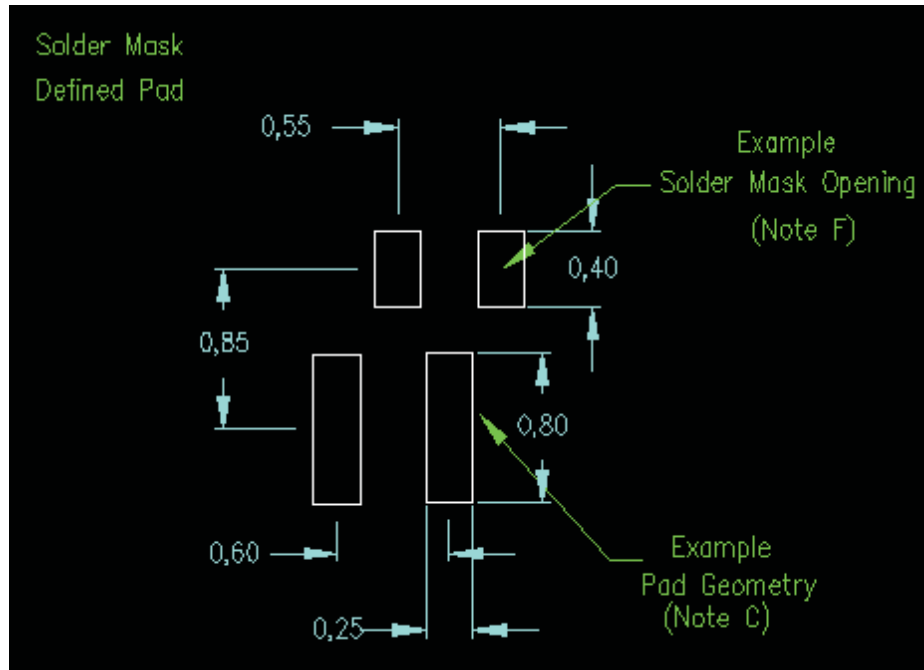 Solder Mask
Defined Pad
0,55
Example
Solder Mask Opening
(Note F)
0,40
0,85
0,80
0,60
Example
Pad Geometry
(Note C)
0,25